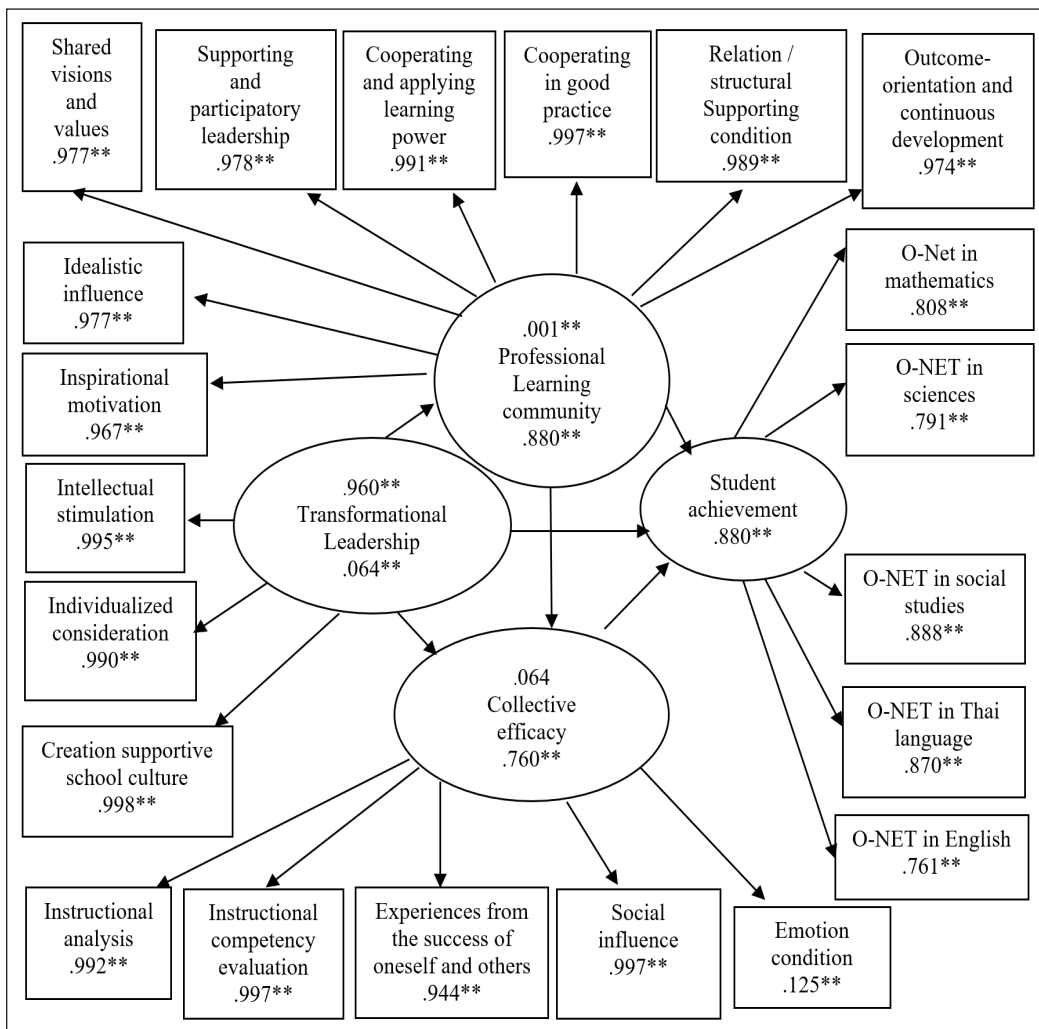 Shared
visions
and
values
.977**
Supporting
and
participatory
leadership
.978**
Cooperating
and applying
learning
power
.991**
Cooperating
in good
practice
.997**
Relation /
structural
Supporting
condition
.989**
Outcome-
orientation and
continuous
development
.974**
Idealistic
influence
.977**
Inspirational
motivation
.967**
Intellectual
stimulation
.995**
Individualized
consideration
.990**
Creation supportive
school culture
.998**
.001**
Professional
Learning
community
.880**
.960**
Transformational
Leadership
.064**
Student
achievement
.880**
.064
Collective
efficacy
.760**
O-Net in
mathematics
.808**
O-NET in
sciences
.791**
O-NET in social
studies
.888**
O-NET in Thai
language
.870**
O-NET in English
.761**
Instructional
analysis
.992**
Instructional
competency
evaluation
.997**
Experiences from
the success of
oneself and others
.944**
Social
influence
.997**
Emotion
condition
.125**